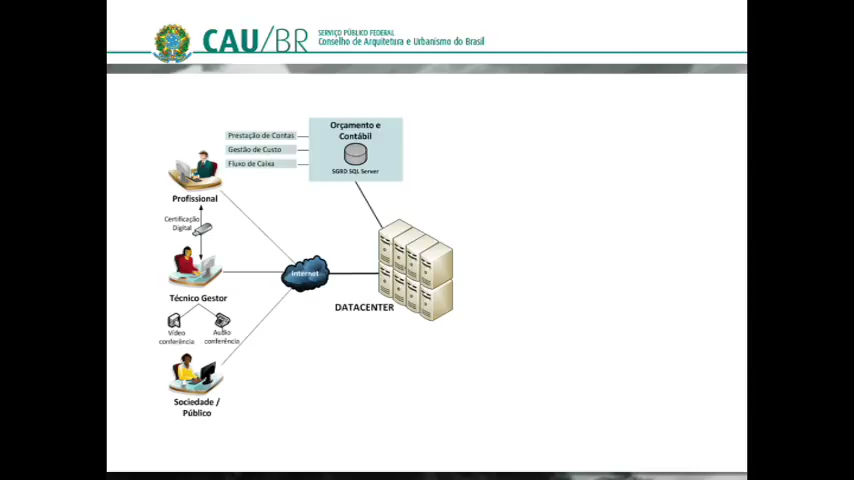 CAU/BR
SERVIÇO PÚBLICO FEDERAL
Conselho de Arquitetura e Urbanismo do Brasil
Orçamento e
Contábil
SGBD SQL Server
Prestação de Contas
Gestão de Custo
Fluxo de Caixa
Profissional
Certificação
Digital
Internet
DATACENTER
Técnico Gestor
Vídeo
conferência
Audio
conferência
Sociedade /
Público